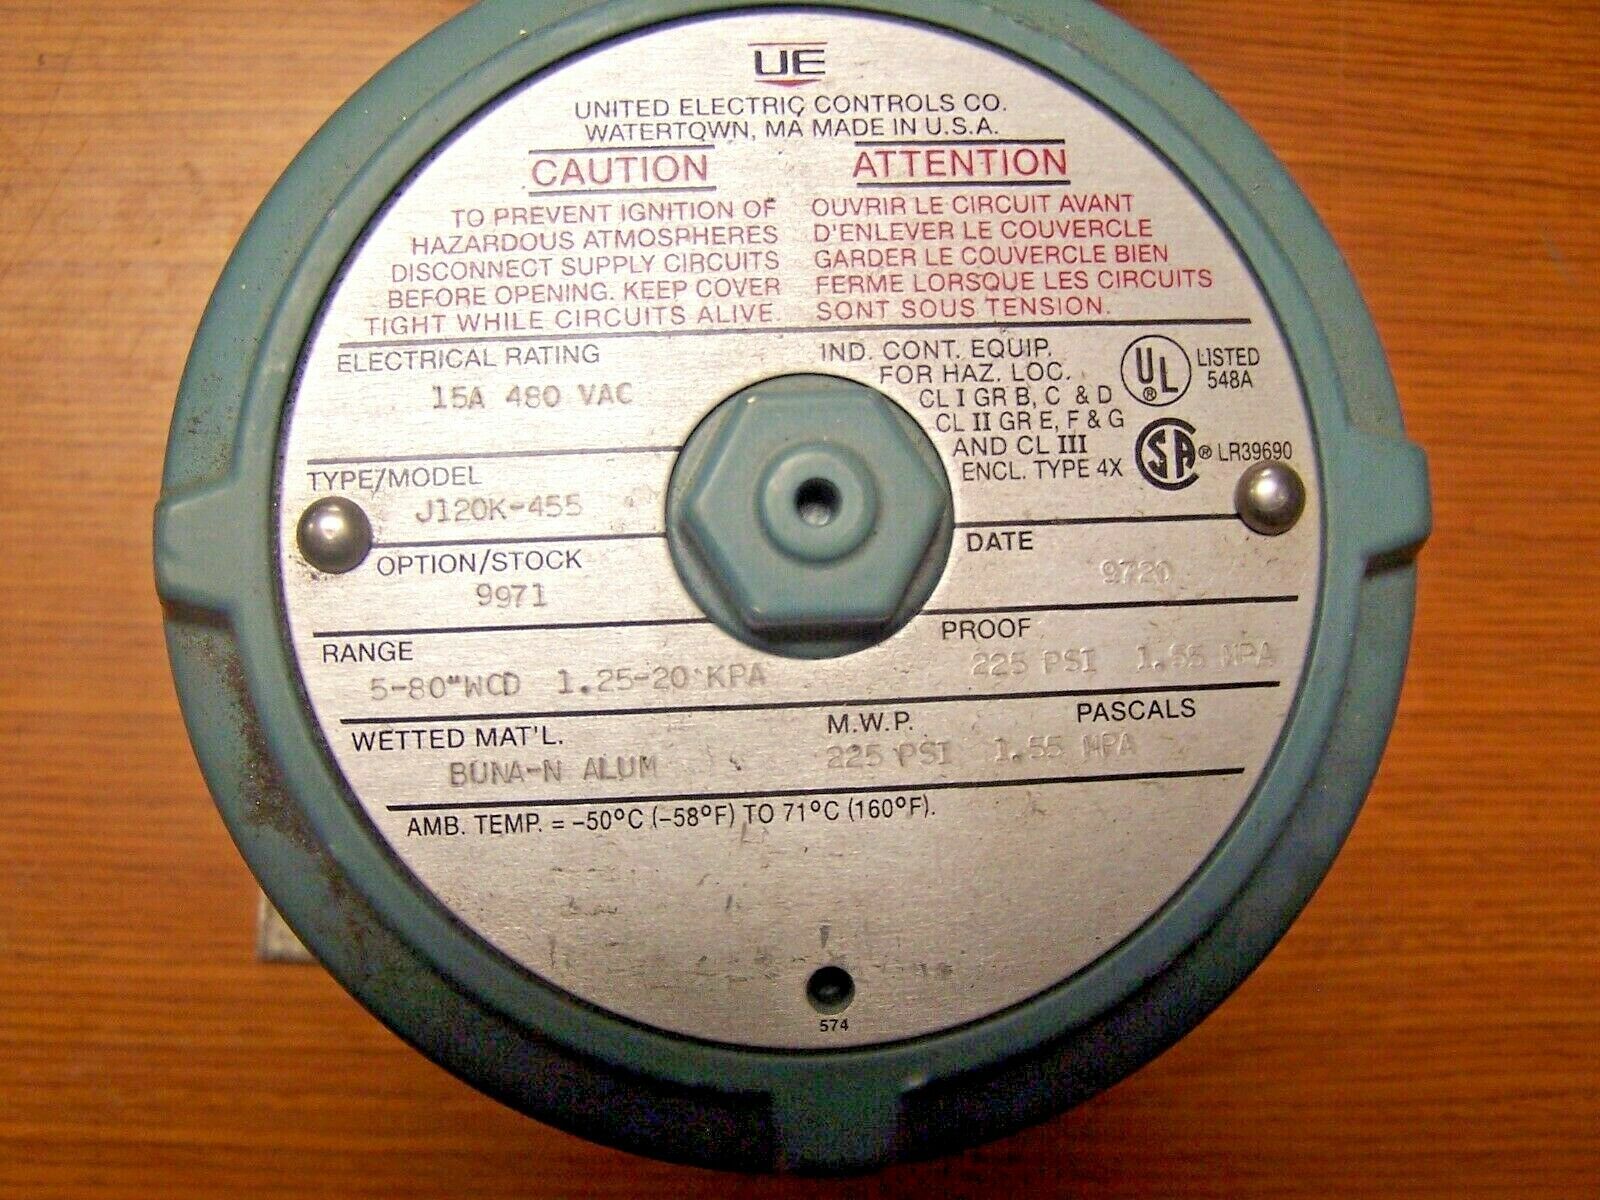 UE
UNITED ELECTRIC CONTROLS CO.
WATERTOWN, MA MADE IN U.S.A.
CAUTION
TO PREVENT IGNITION OF
HAZARDOUS ATMOSPHERES
DISCONNECT SUPPLY CIRCUITS
BEFORE OPENING. KEEP COVER
TIGHT WHILE CIRCUITS ALIVE.
ATTENTION
OUVRIR LE CIRCUIT AVANT
D'ENLEVER LE COUVERCLE
GARDER LE COUVERCLE BIEN
FERME LORSQUE LES CIRCUITS
SONT SOUS TENSION.
ELECTRICAL RATING
15A 480 VAC
IND. CONT. EQUIP.
FOR HAZ. LOC.
CL I GR B, C & D
CL II GR E, F & G
AND CL III
ENCL. TYPE 4X
UL ® LISTED
548A
SA ® LR39690
TYPE/MODEL
J120K-455
OPTION/STOCK
9971
DATE
9720
RANGE
5-80"WCD 1.25-20 KPA
PROOF
225 PSI 1.55 MPA
WETTED MAT'L.
BUNA-N ALUM
M.W.P. PASCALS
225 PSI 1.55 MPA
AMB. TEMP. = -50°C (-58°F) TO 71°C (160°F).
574